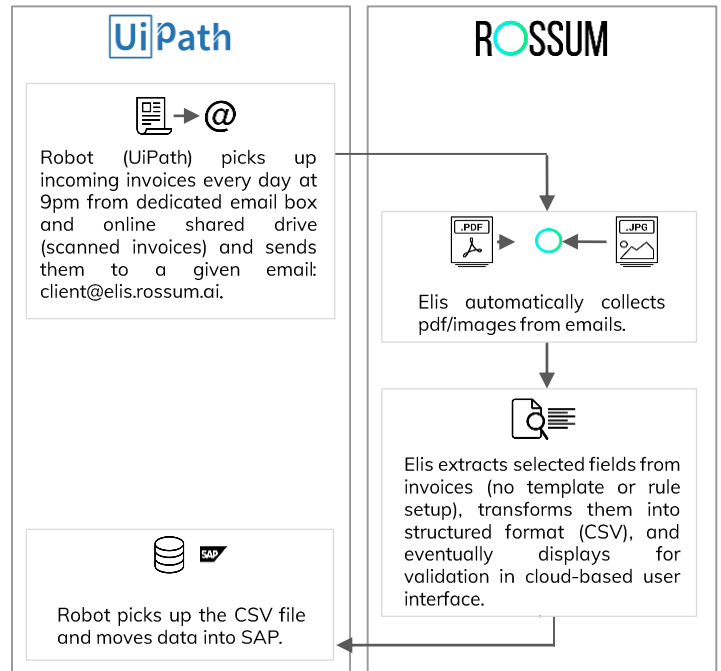 UiPath
ROSSUM
@
Robot (UiPath) picks up
incoming invoices every day at
9pm from dedicated email box
and online shared drive
(scanned invoices) and sends
them to a given email:
client@elis.rossum.ai.
.PDF
.JPG
Elis automatically collects
pdf/images from emails.
Elis extracts selected fields from
invoices (no template or rule
setup), transforms them into
structured format (CSV), and
eventually displays for
validation in cloud-based user
interface.
SAP
Robot picks up the CSV file
and moves data into SAP.